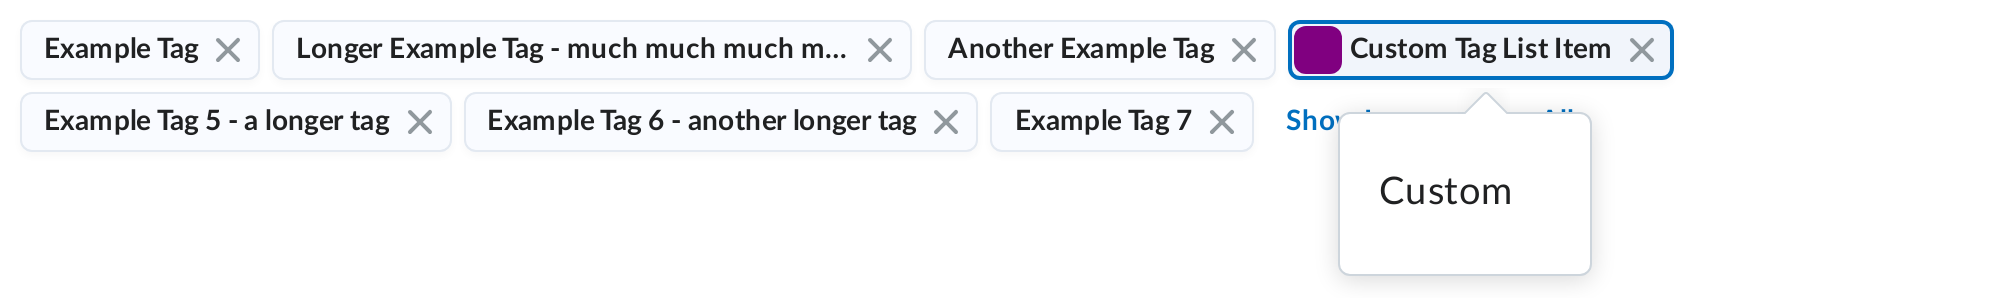 Example Tag
Longer Example Tag - much much much m...
Another Example Tag
Custom Tag List Item
Example Tag 5 - a longer tag
Example Tag 6 - another longer tag
Example Tag 7
Custom